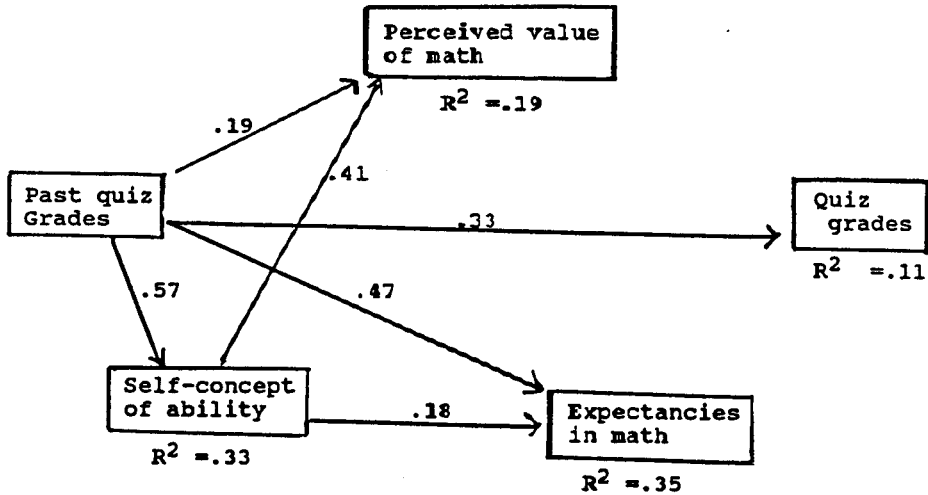 Perceived value
of math
R² =.19
.19
.41
Past quiz
Grades
.33
Quiz
grades
R² =.11
.57
.47
Self-concept
of ability
R² =.33
.18
Expectancies
in math
R² =.35